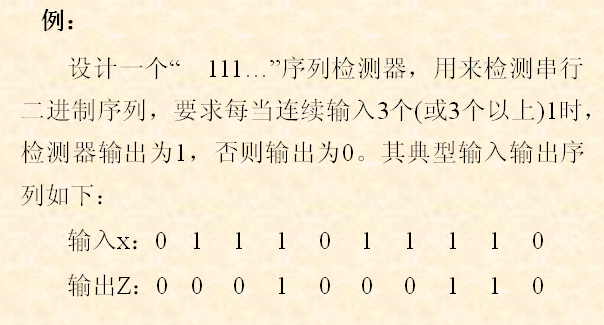 例：
设计一个“ 111…”序列检测器，用来检测串行
二进制序列，要求每当连续输入3个(或3个以上)1时，
检测器输出为1，否则输出为0。其典型输入输出序
列如下：
输入x：0 1 1 1 0 1 1 1 1 0
输出Z：0 0 0 1 0 0 0 1 1 0